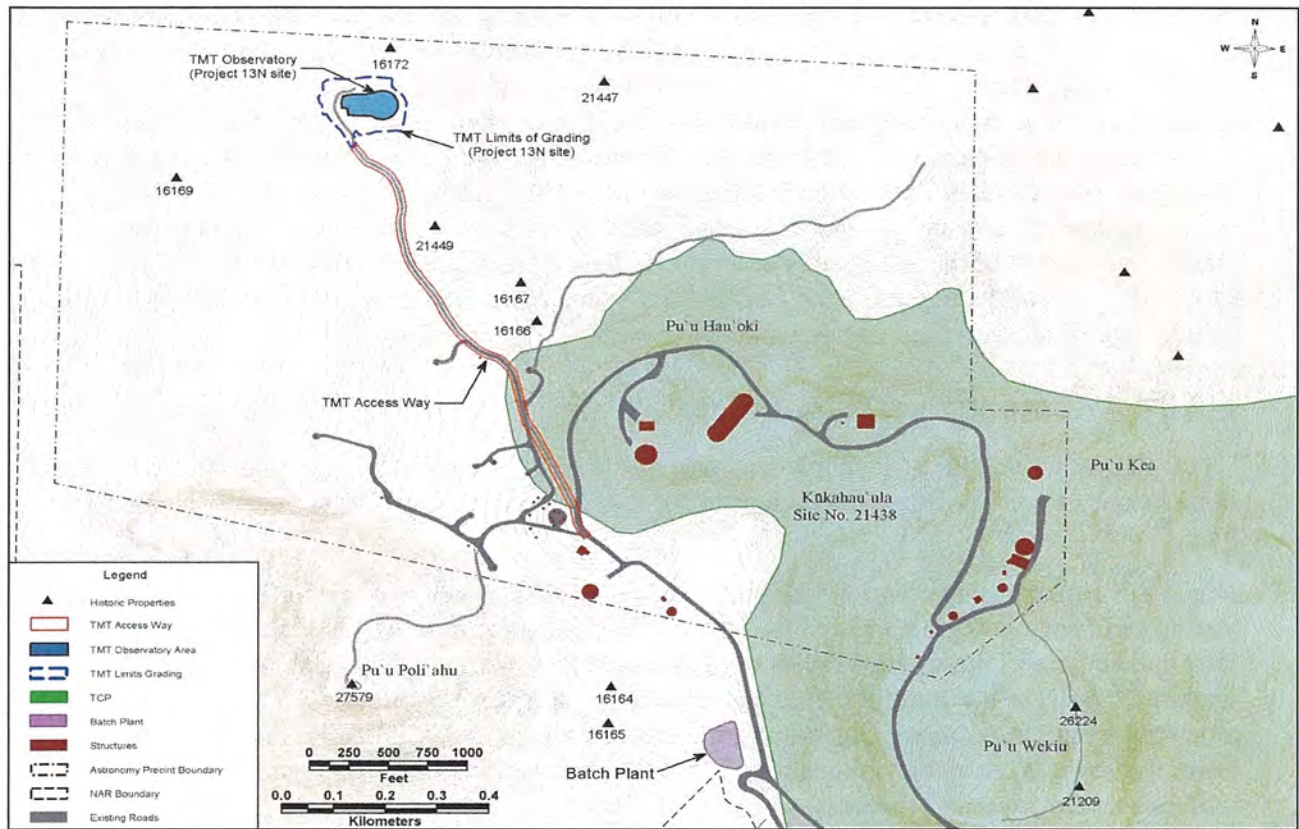 N
W E
S
TMT Observatory
(Project 13N site)
16172
21447
TMT Limits of Grading
(Project 13N site)
16169
21449
16167
16166
Pu`u Hau`oki
TMT Access Way
Pu`u Kea
Kūkahau`ula
Site No. 21438
Legend
Historic Properties
TMT Access Way
TMT Observatory Area
TMT Limits Grading
TCP
Batch Plant
Structures
Astronomy Precint Boundary
NAR Boundary
Existing Roads
Pu`u Poli`ahu
27579
16164
16165
26224
Pu`u Wekiu
21209
0 250 500 750 1000
Feet
0.0 0.1 0.2 0.3 0.4
Kilometers
Batch Plant